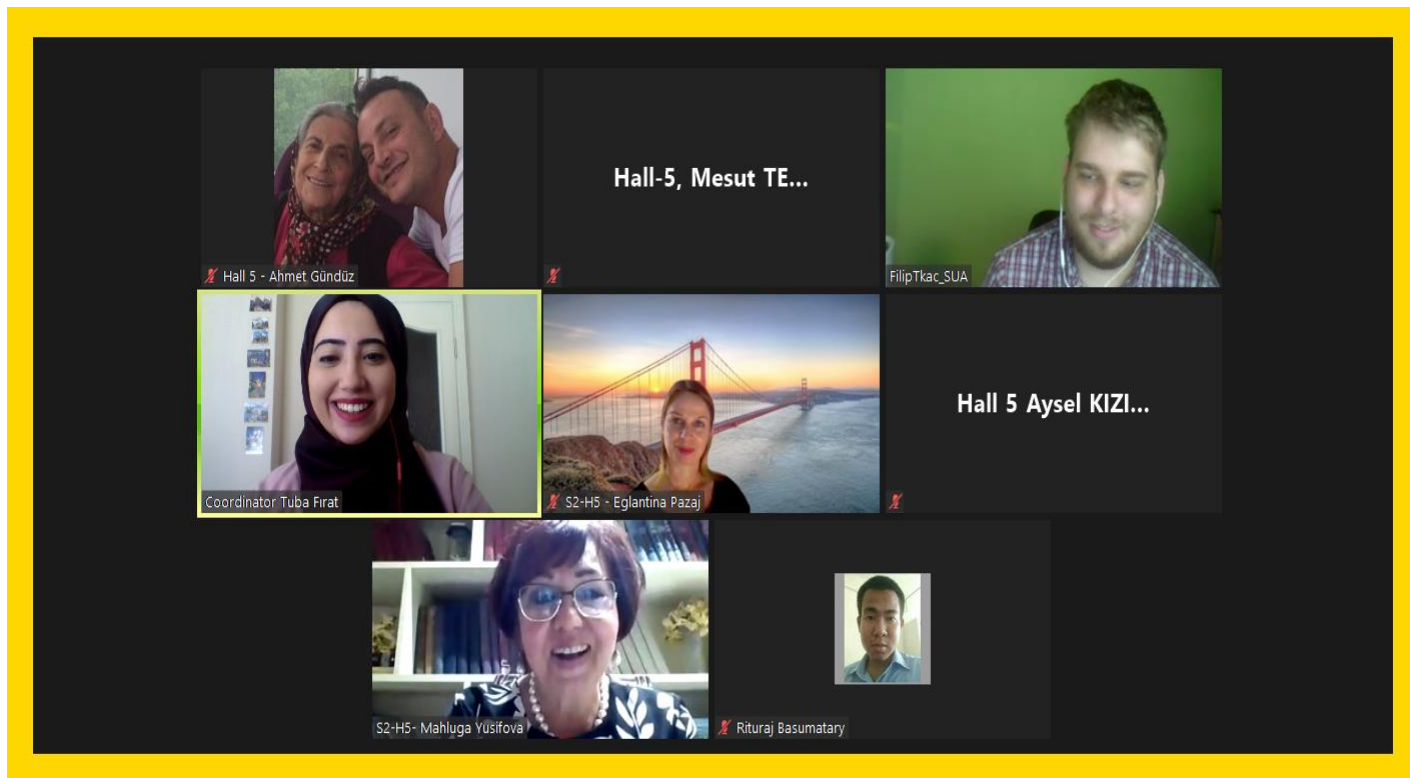 Hall 5 - Ahmet Gündüz
Hall-5, Mesut TE...
FilipTkac_SUA
Coordinator Tuba Fırat
S2-H5 - Eglantina Pazaj
Hall 5 Aysel KIZI...
S2-H5- Mahluga Yusifova
Rituraj Basumatary